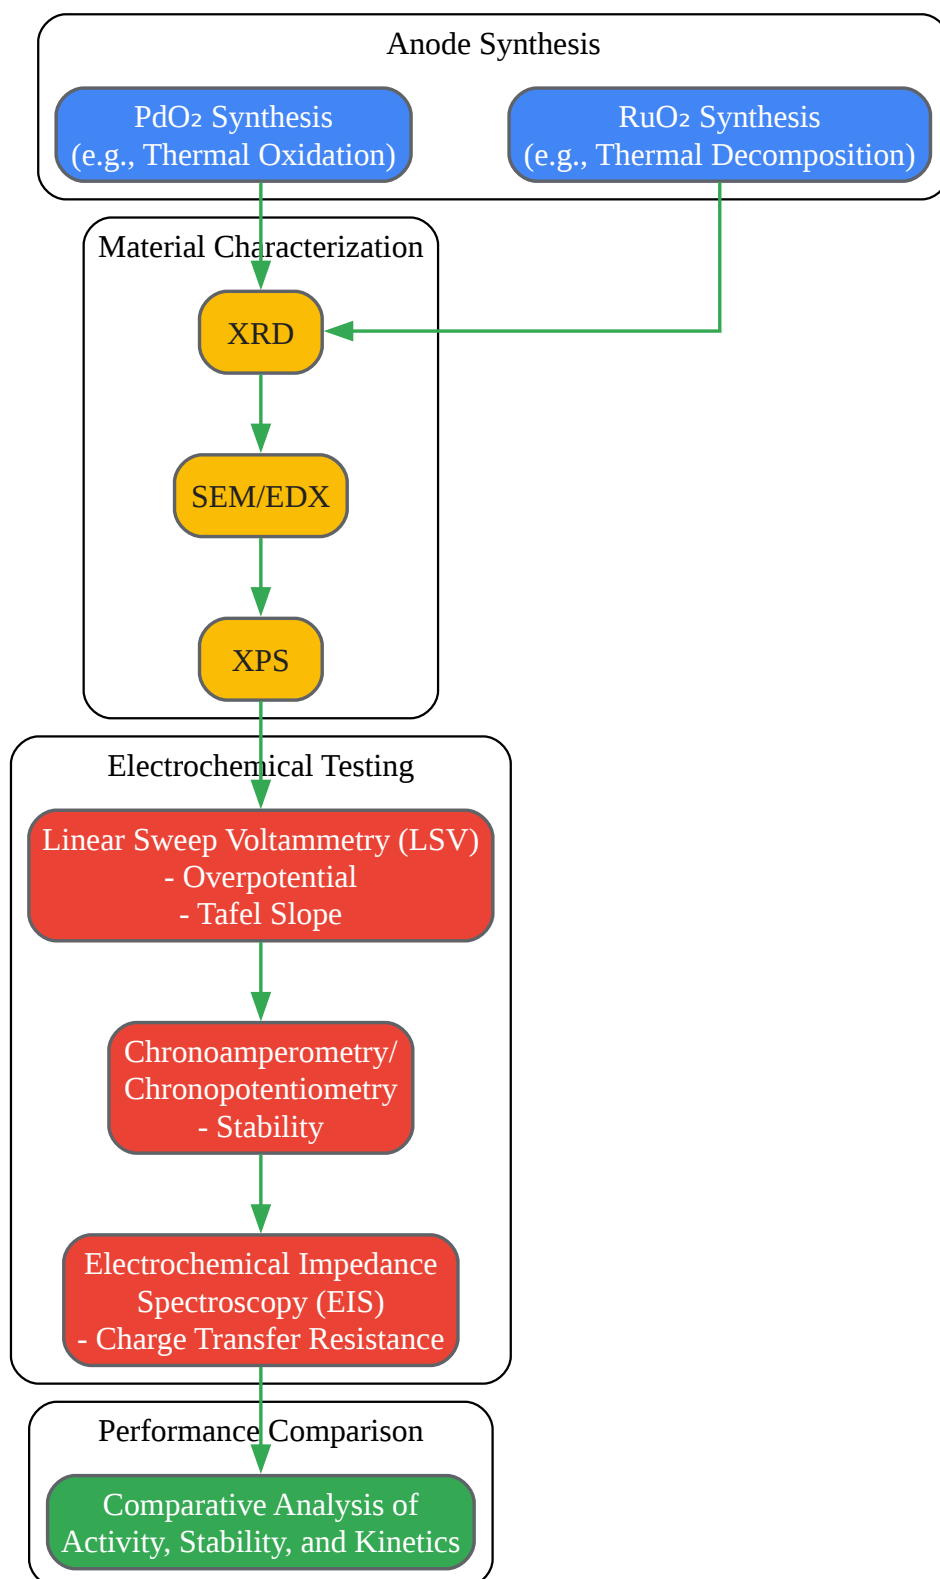 Anode Synthesis
PdO₂ Synthesis
(e.g., Thermal Oxidation)
RuO₂ Synthesis
(e.g., Thermal Decomposition)
Material Characterization
XRD
SEM/EDX
XPS
Electrochemical Testing
Linear Sweep Voltammetry (LSV)
- Overpotential
- Tafel Slope
Chronoamperometry/
Chronopotentiometry
- Stability
Electrochemical Impedance
Spectroscopy (EIS)
- Charge Transfer Resistance
Performance Comparison
Comparative Analysis of
Activity, Stability, and Kinetics